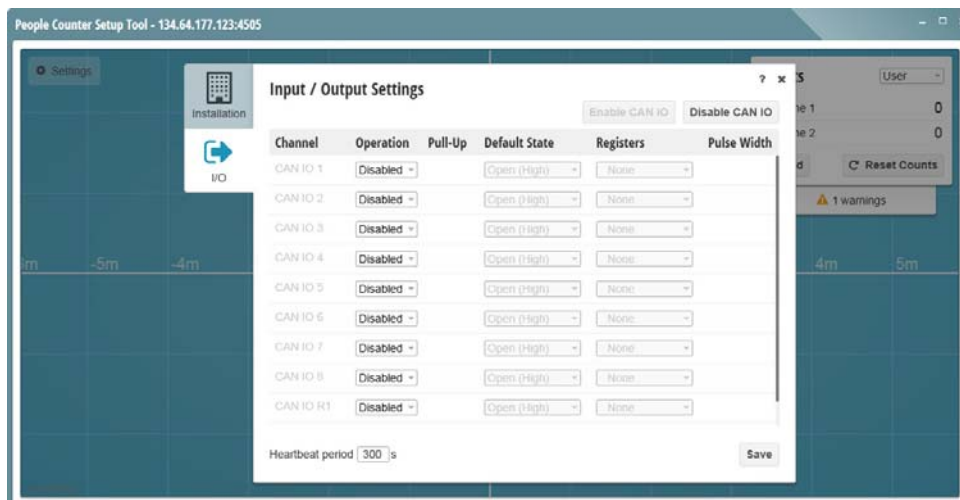 People Counter Setup Tool - 134.64.177.123:4505
Settings
Installation
I/O
Input / Output Settings
? x
Enable CAN IO Disable CAN IO
Channel Operation Pull-Up Default State Registers Pulse Width
CAN IO 1 Disabled Open (High) None
CAN IO 2 Disabled Open (High) None
CAN IO 3 Disabled Open (High) None
CAN IO 4 Disabled Open (High) None
CAN IO 5 Disabled Open (High) None
CAN IO 6 Disabled Open (High) None
CAN IO 7 Disabled Open (High) None
CAN IO 8 Disabled Open (High) None
CAN IO R1 Disabled Open (High) None
Heartbeat period 300 s
Save
User
1 0
2 0
Reset Counts
1 warnings
-5m -4m 4m 5m